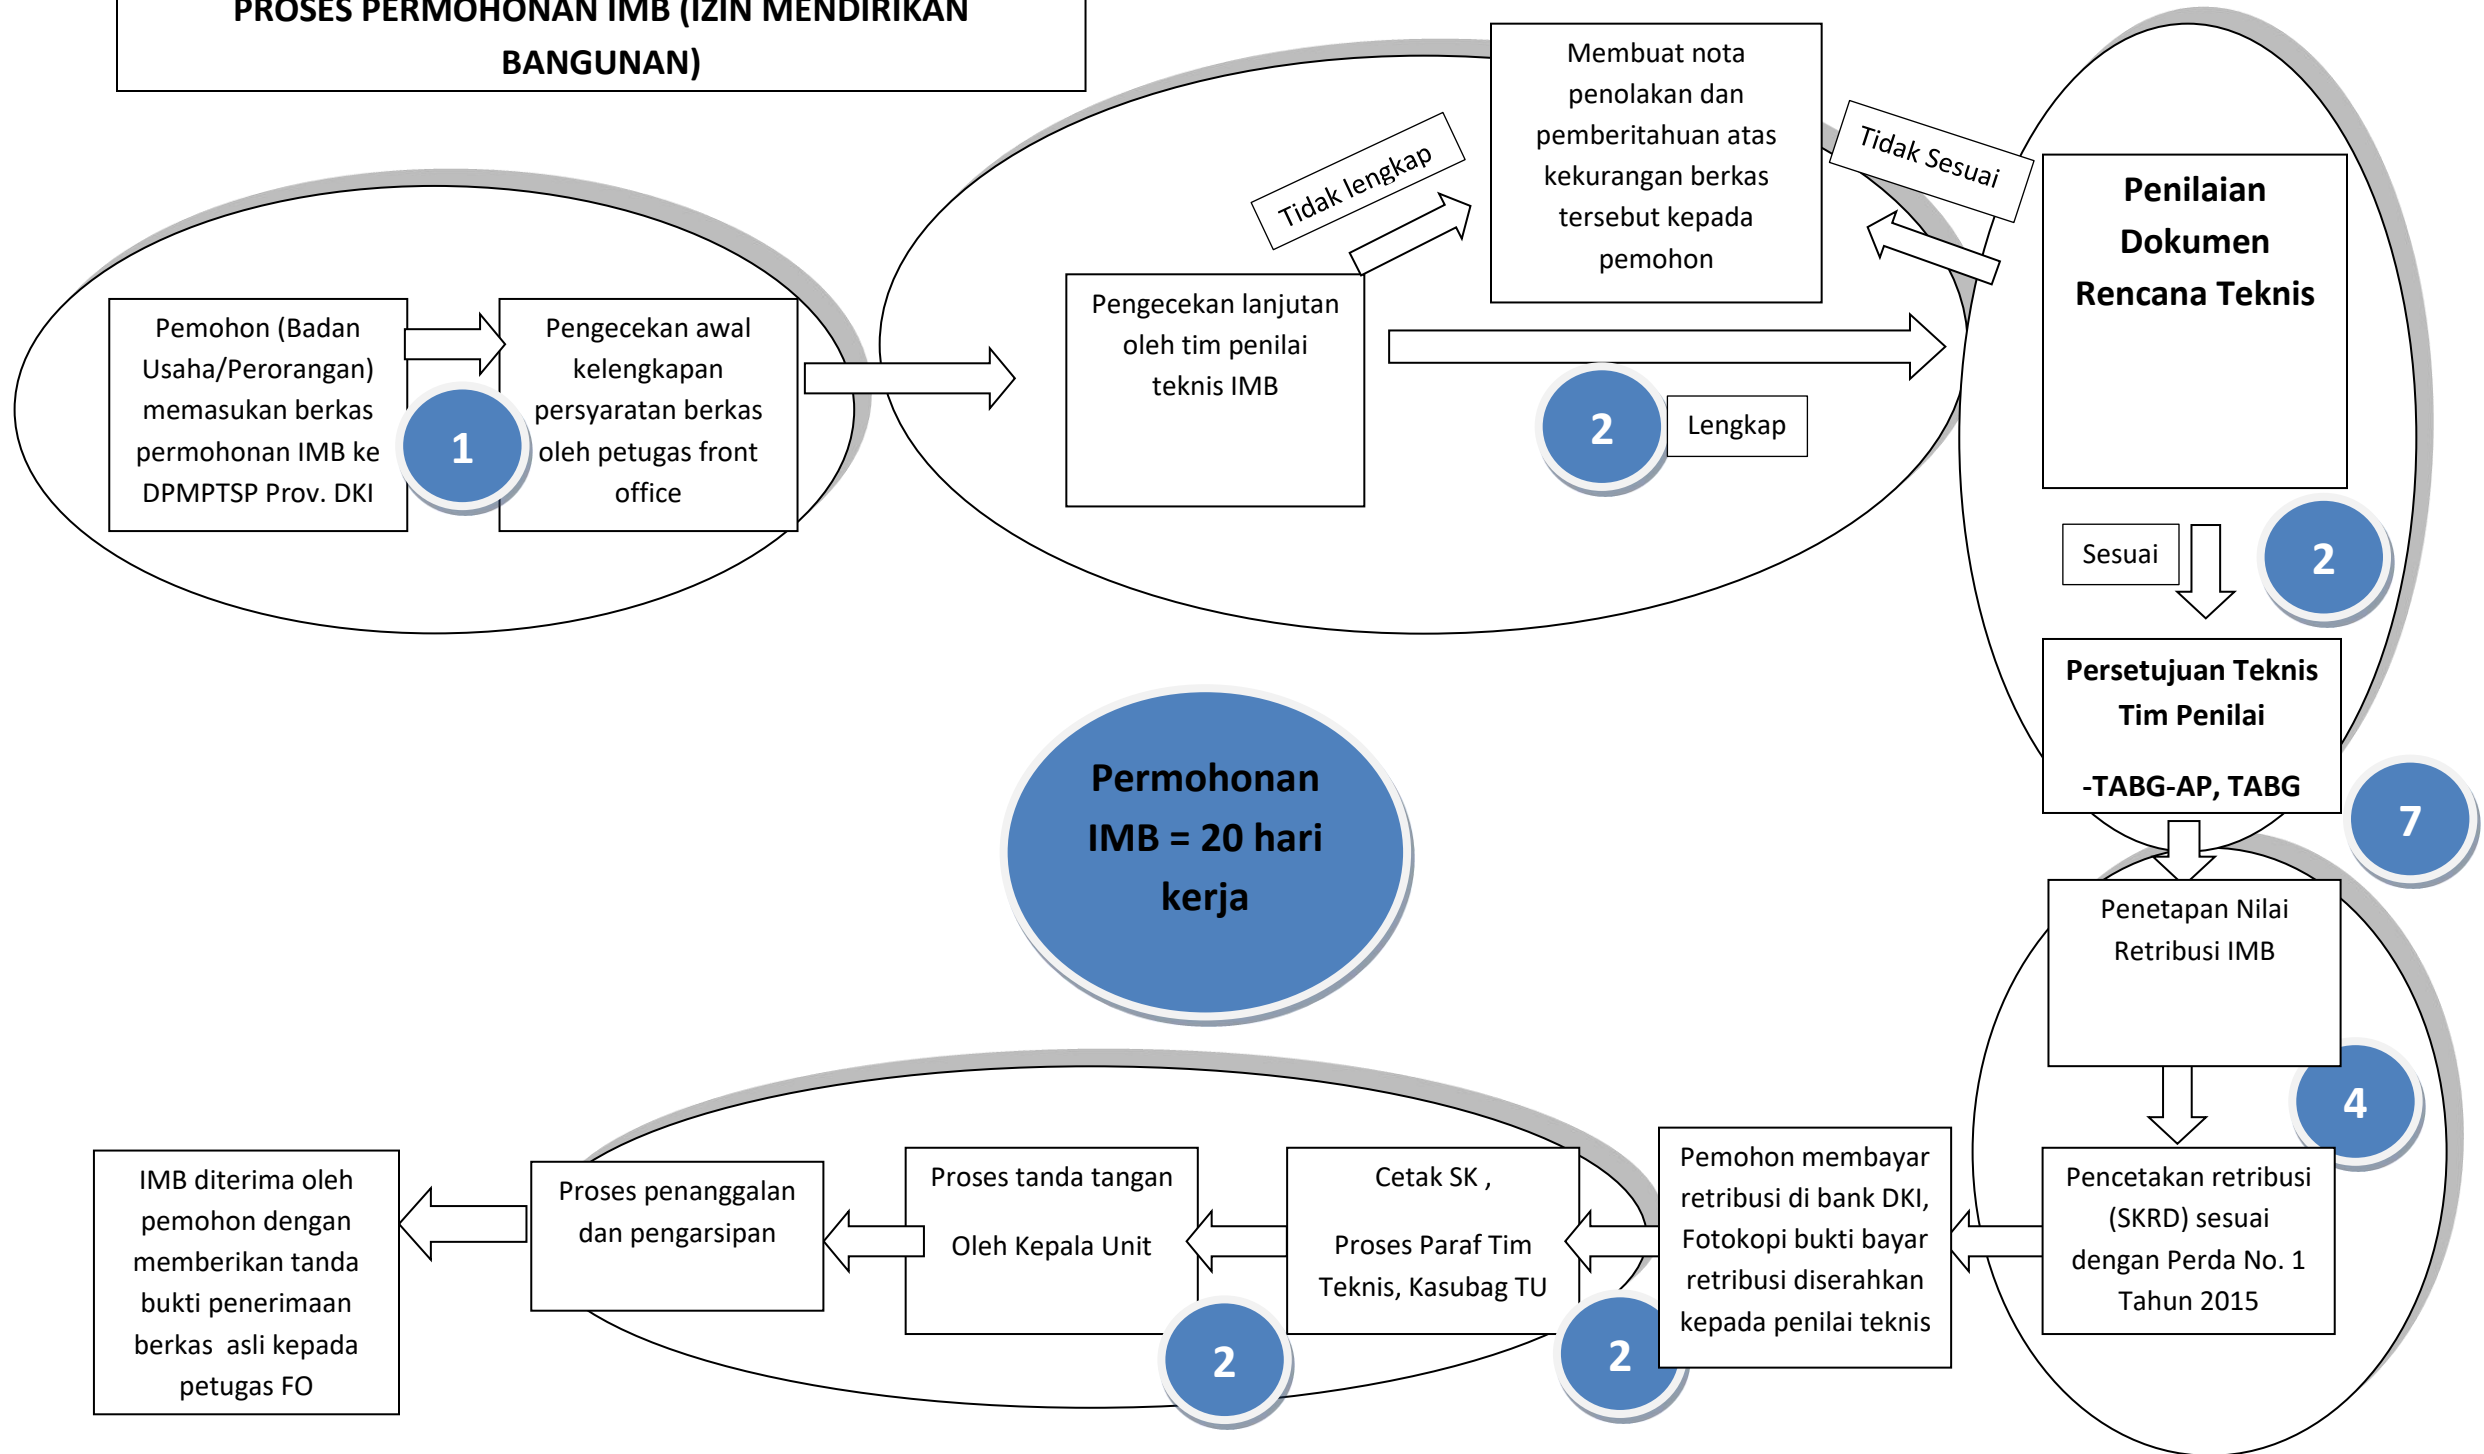 PROSES PERMOHONAN IMB (IZIN MENDIRIKAN
BANGUNAN)
Pemohon (Badan
Usaha/Perorangan)
memasukan berkas
permohonan IMB ke
DPMPTSP Prov. DKI
1
Pengecekan awal
kelengkapan
persyaratan berkas
oleh petugas front
office
Pengecekan lanjutan
oleh tim penilai
teknis IMB
Tidak lengkap
Membuat nota
penolakan dan
pemberitahuan atas
kekurangan berkas
tersebut kepada
pemohon
Tidak Sesuai
2
Lengkap
Penilaian
Dokumen
Rencana Teknis
Sesuai
2
Persetujuan Teknis
Tim Penilai
-TABG-AP, TABG
7
Permohonan
IMB = 20 hari
kerja
Penetapan Nilai
Retribusi IMB
4
Pencetakan retribusi
(SKRD) sesuai
dengan Perda No. 1
Tahun 2015
Pemohon membayar
retribusi di bank DKI,
Fotokopi bukti bayar
retribusi diserahkan
kepada penilai teknis
2
Cetak SK ,
Proses Paraf Tim
Teknis, Kasubag TU
2
Proses tanda tangan
Oleh Kepala Unit
Proses penanggalan
dan pengarsipan
IMB diterima oleh
pemohon dengan
memberikan tanda
bukti penerimaan
berkas  asli kepada
petugas FO